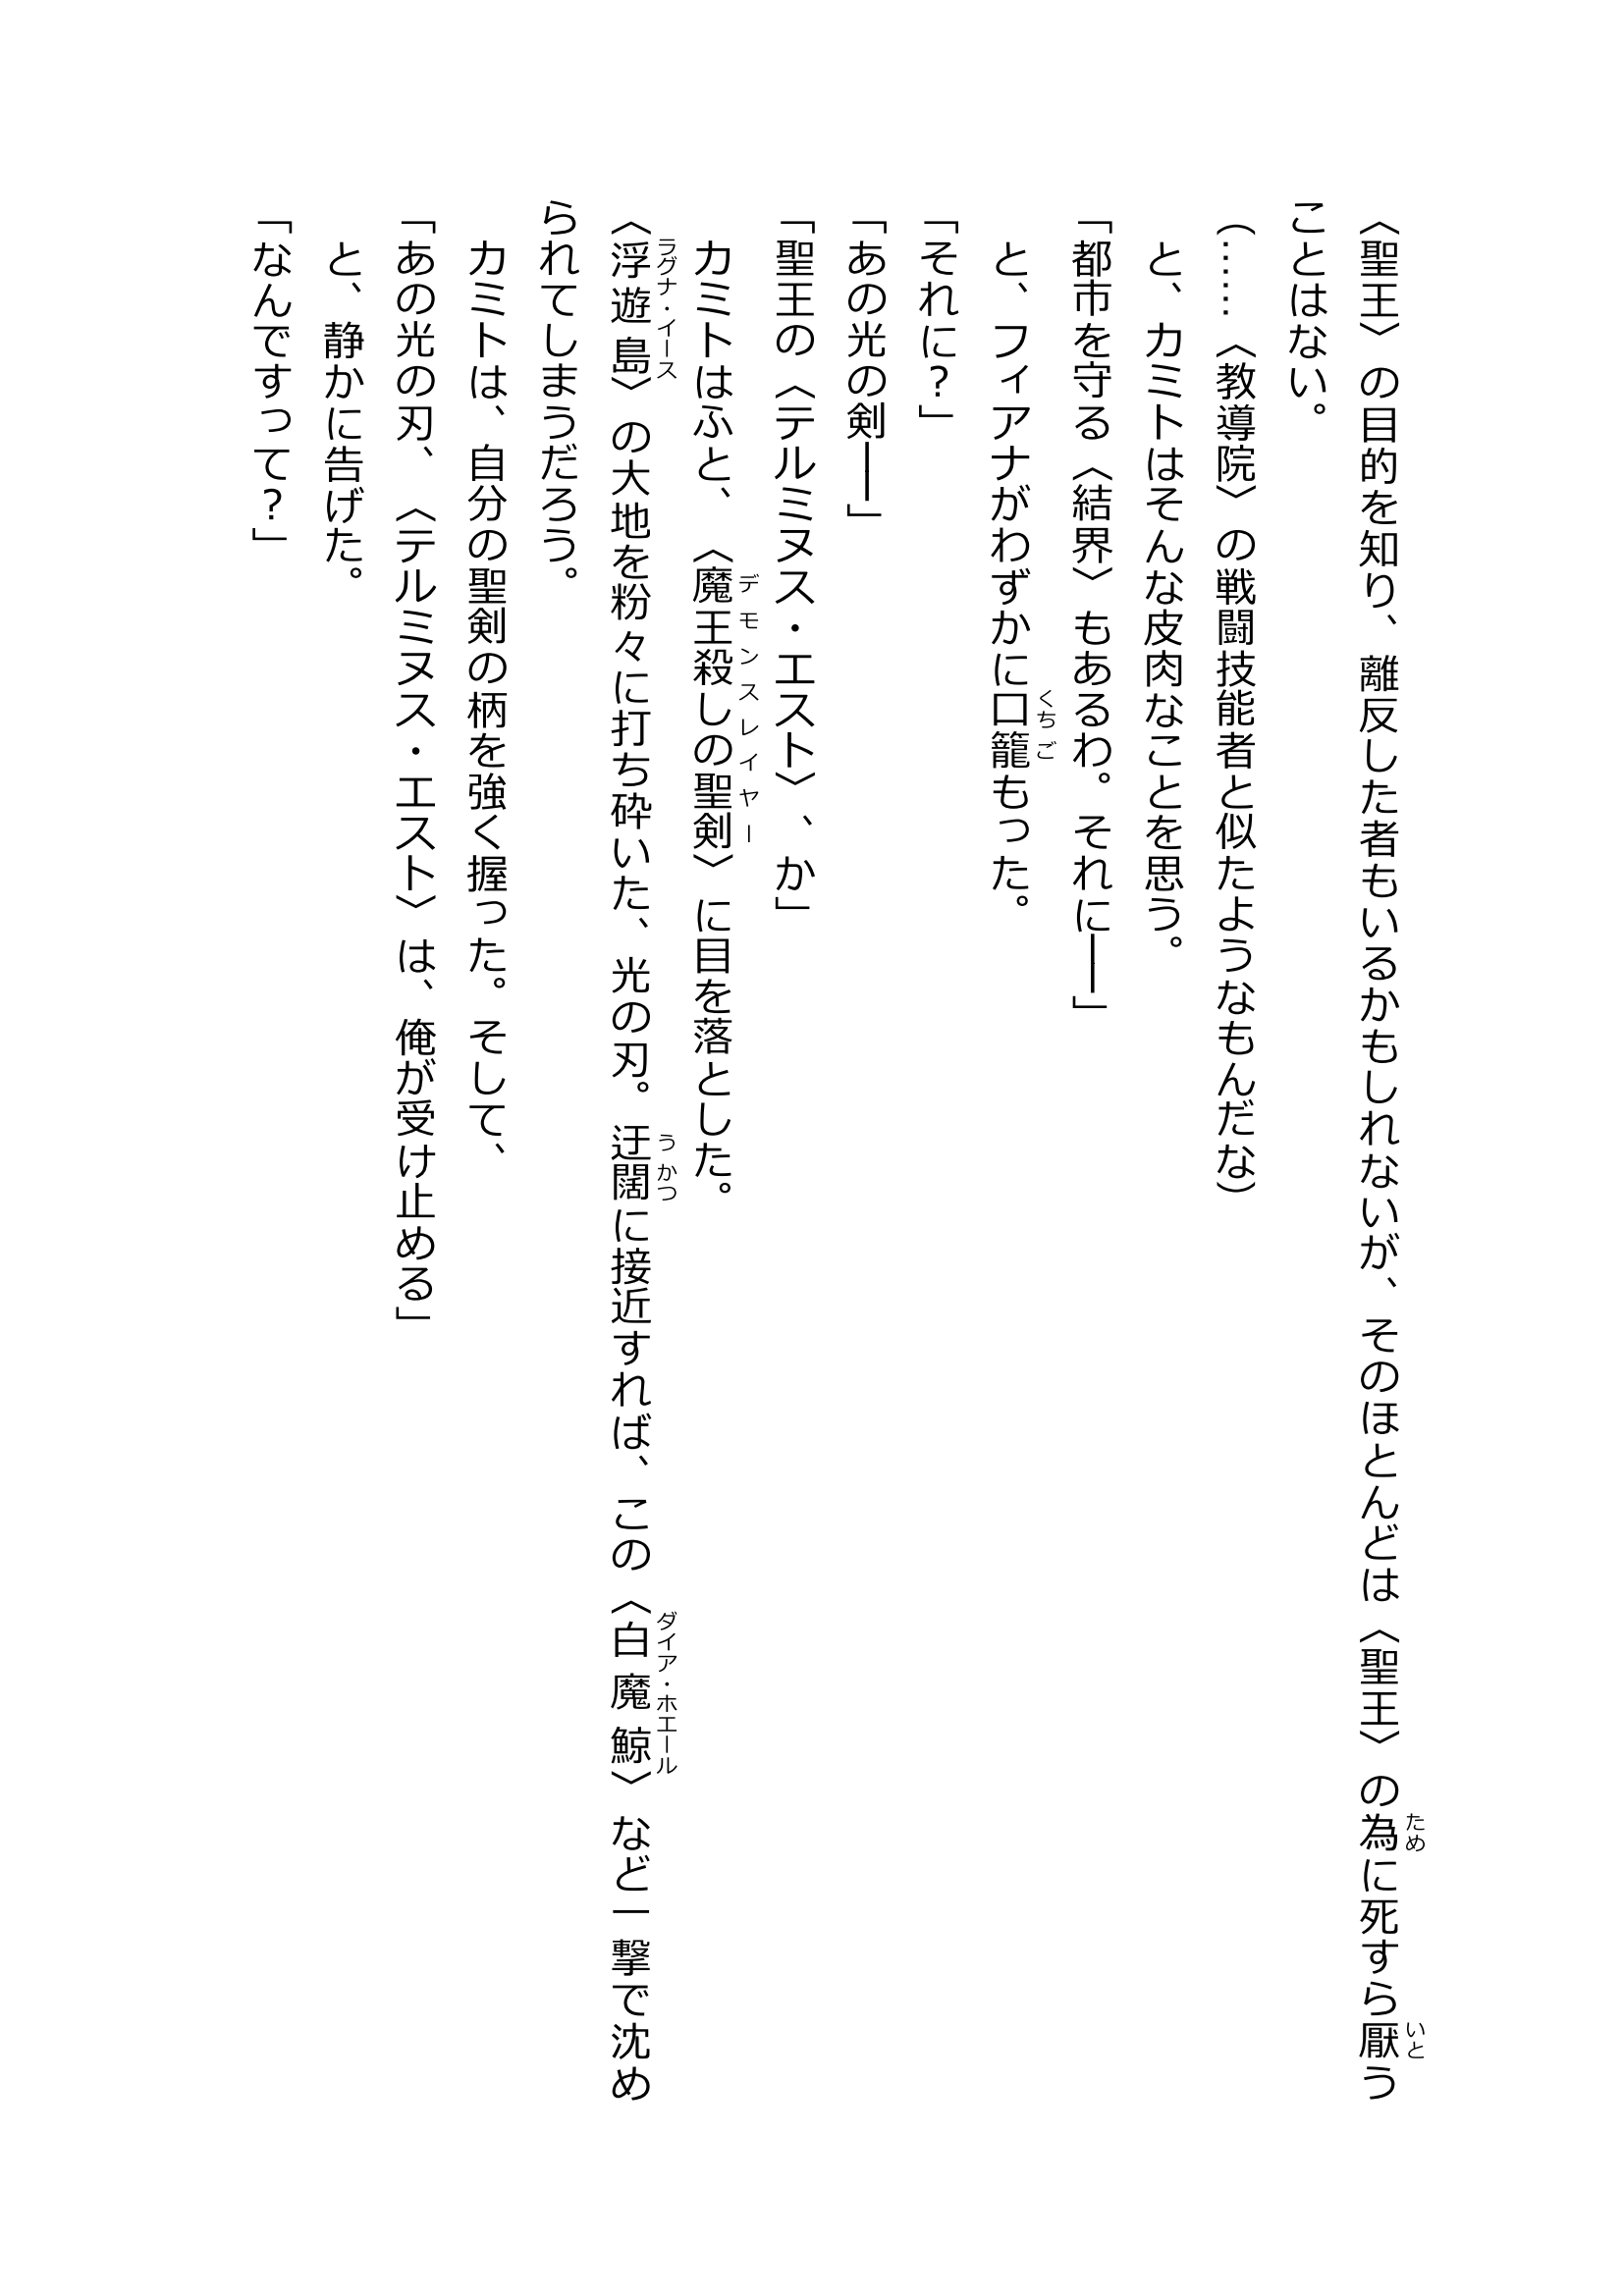 〈聖王〉の目的を知り、離反した者もいるかもしれないが、そのほとんどは〈聖王〉の為に死すら厭う
ことはない。
(……〈教導院〉の戦闘技能者と似たようなもんだな)
　と、カミトはそんな皮肉なことを思う。
「都市を守る〈結界〉もあるわ。それに――」
　と、フィアナがわずかに口籠もった。
「それに?」
「あの光の剣――」
「聖王の〈テルミヌス・エスト〉、か」
　カミトはふと、〈魔王殺しの聖剣〉に目を落とした。
〈浮遊島〉の大地を粉々に打ち砕いた、光の刃。迂闊に接近すれば、この〈白魔鯨〉など一撃で沈め
られてしまうだろう。
　カミトは、自分の聖剣の柄を強く握った。そして、
「あの光の刃、〈テルミヌス・エスト〉は、俺が受け止める」
　と、静かに告げた。
「なんですって?」